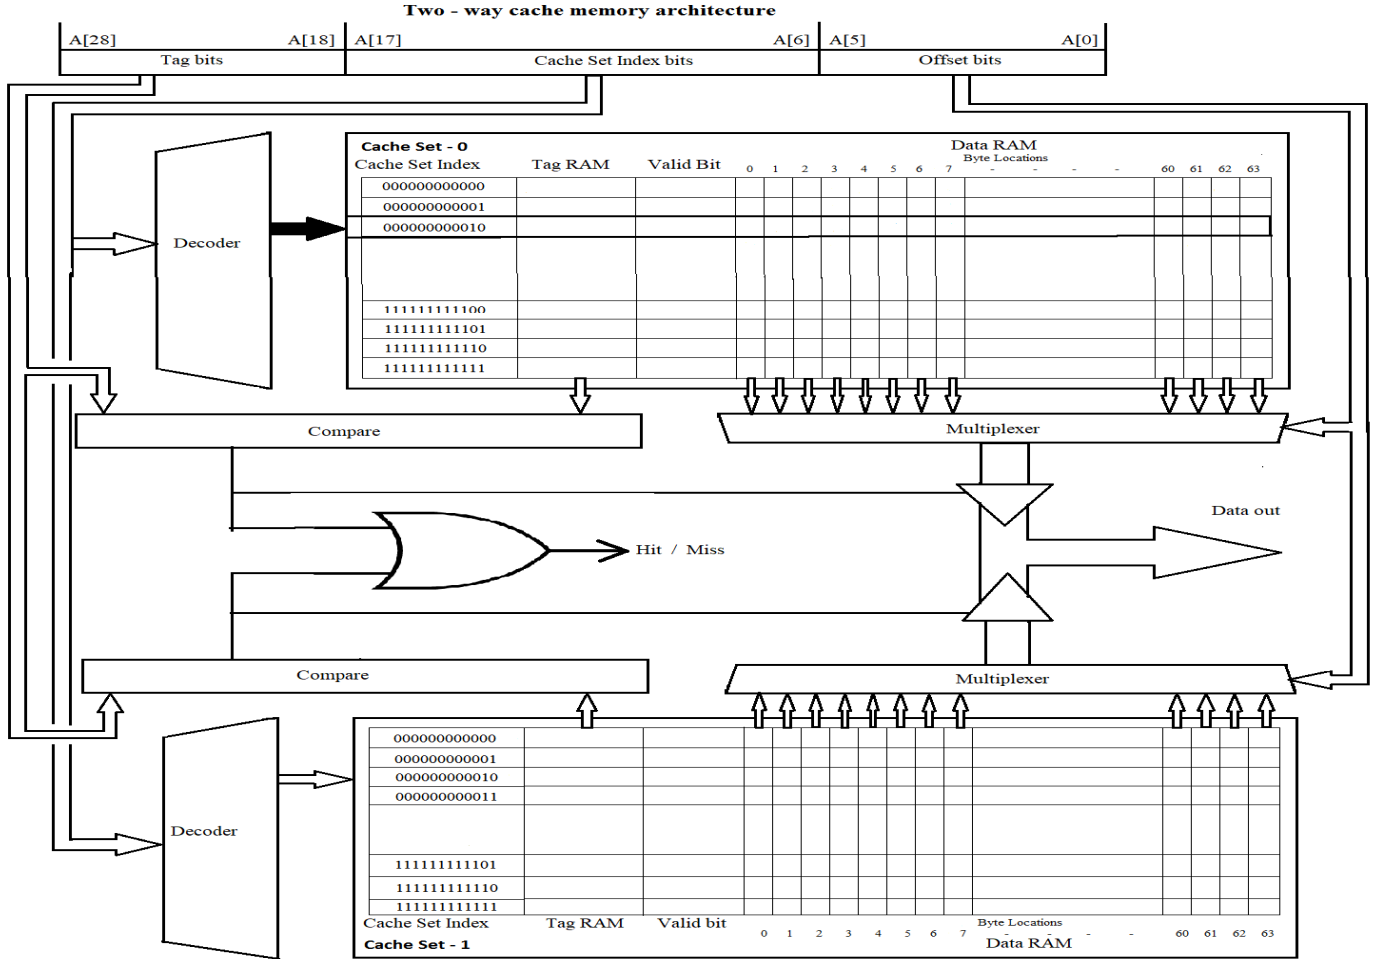 Two - way cache memory architecture
A[28] A[18] A[17] A[6] A[5] A[0]
Tag bits Cache Set Index bits Offset bits
Cache Set - 0 Data RAM
Cache Set Index Tag RAM Valid Bit Byte Locations
0 1 2 3 4 5 6 7 - - - - 60 61 62 63
000000000000
000000000001
000000000010
Decoder
111111111100
111111111101
111111111110
111111111111
Compare Multiplexer
Data out
Hit / Miss
Compare Multiplexer
000000000000
000000000001
000000000010
000000000011
Decoder
111111111101
111111111110
111111111111
Cache Set Index Tag RAM Valid bit Byte Locations
0 1 2 3 4 5 6 7 - - - - 60 61 62 63
Cache Set - 1 Data RAM